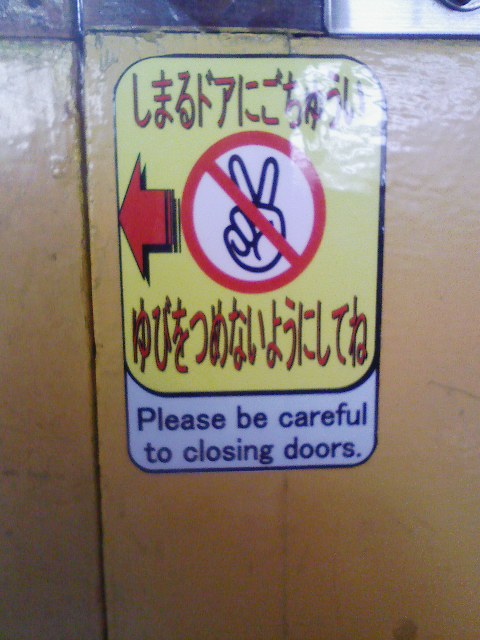 しまるドアにごちゅうい
ゆびをつめないようにしてね
Please be careful
to closing doors.